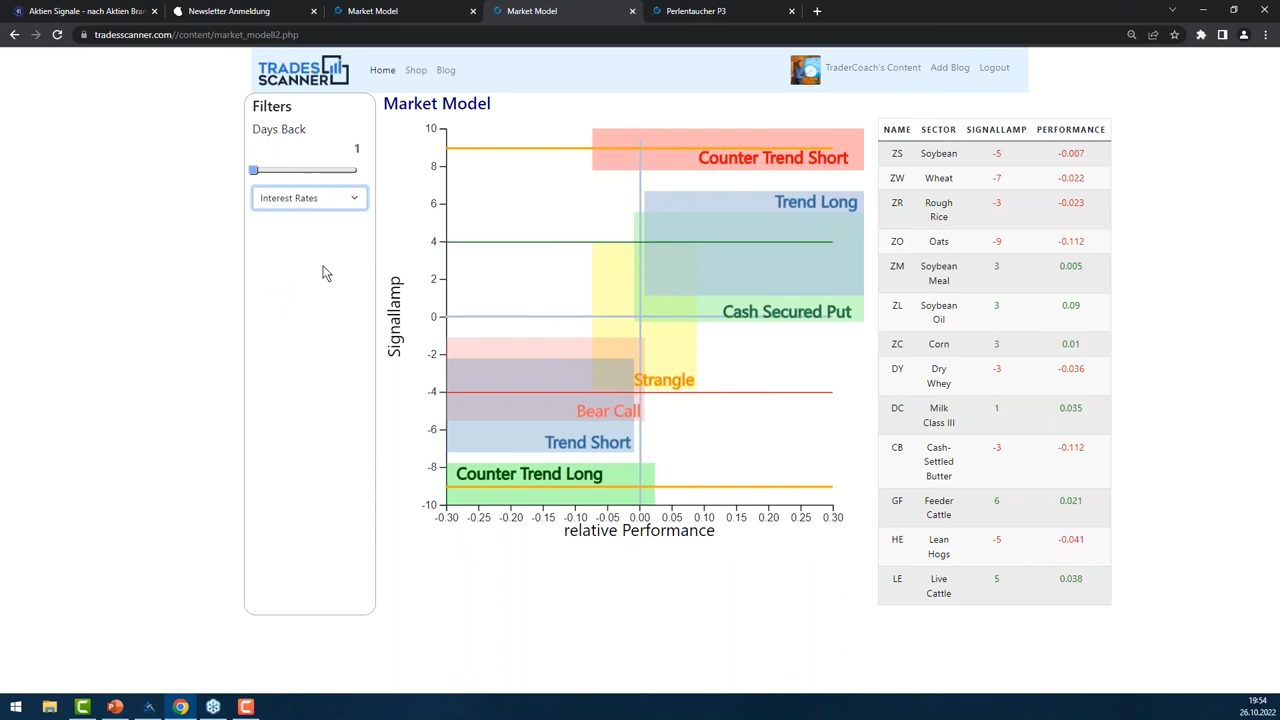 Aktien Signale - nach Aktien Bra
Newsletter Anmeldung
Market Model
Market Model
Perlentaucher P3
tradesscanner.com//content/market_modell2.php
TRADES SCANNER
Home
Shop
Blog
TraderCoach's Content
Add Blog
Logout
Filters
Days Back
1
Interest Rates
Market Model
10
8
6
4
2
0
-2
-4
-6
-8
-10
Signallamp
Counter Trend Short
Trend Long
Cash Secured Put
Strangle
Bear Call
Trend Short
Counter Trend Long
-0.30 -0.25 -0.20 -0.15 -0.10 -0.05 0.00 0.05 0.10 0.15 0.20 0.25 0.30
relative Performance
NAME SECTOR SIGNALLAMP PERFORMANCE
ZS Soybean -5 -0.007
ZW Wheat -7 -0.022
ZR Rough Rice -3 -0.023
ZO Oats -9 -0.112
ZM Soybean Meal 3 0.005
ZL Soybean Oil 3 0.09
ZC Corn 3 0.01
DY Dry Whey -3 -0.036
DC Milk Class III 1 0.035
CB Cash-Settled Butter -3 -0.112
GF Feeder Cattle 6 0.021
HE Lean Hogs -5 -0.041
LE Live Cattle 5 0.038
19:54
26.10.2022